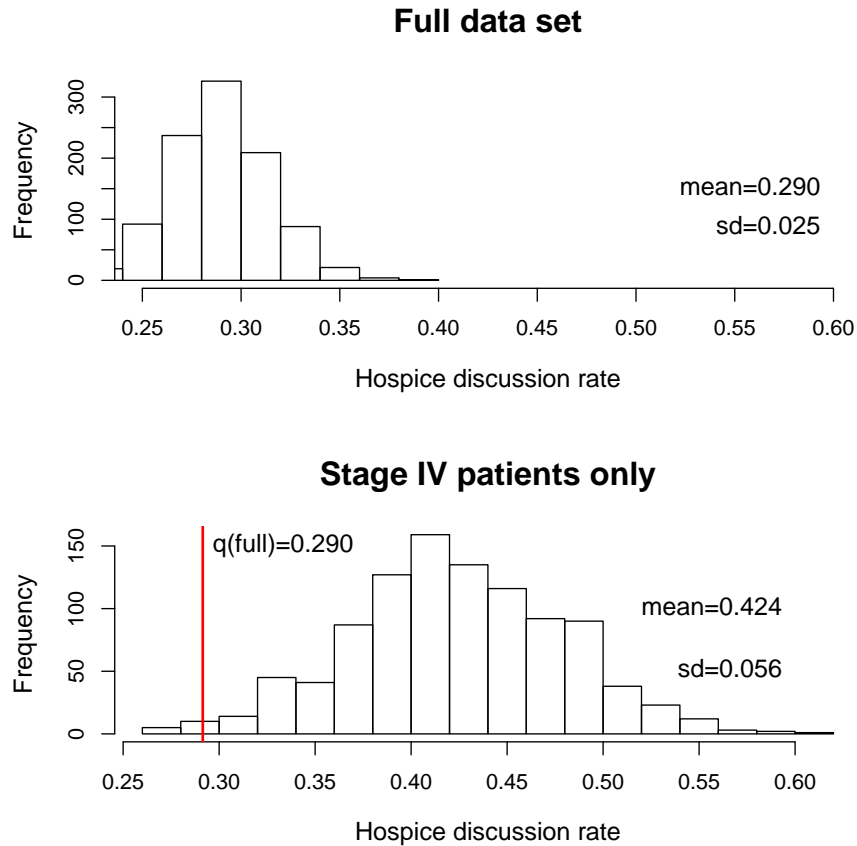 Full data set
Frequency
0 100 200 300
mean=0.290
sd=0.025
0.25 0.30 0.35 0.40 0.45 0.50 0.55 0.60
Hospice discussion rate
Stage IV patients only
Frequency
0 50 100 150
q(full)=0.290
mean=0.424
sd=0.056
0.25 0.30 0.35 0.40 0.45 0.50 0.55 0.60
Hospice discussion rate